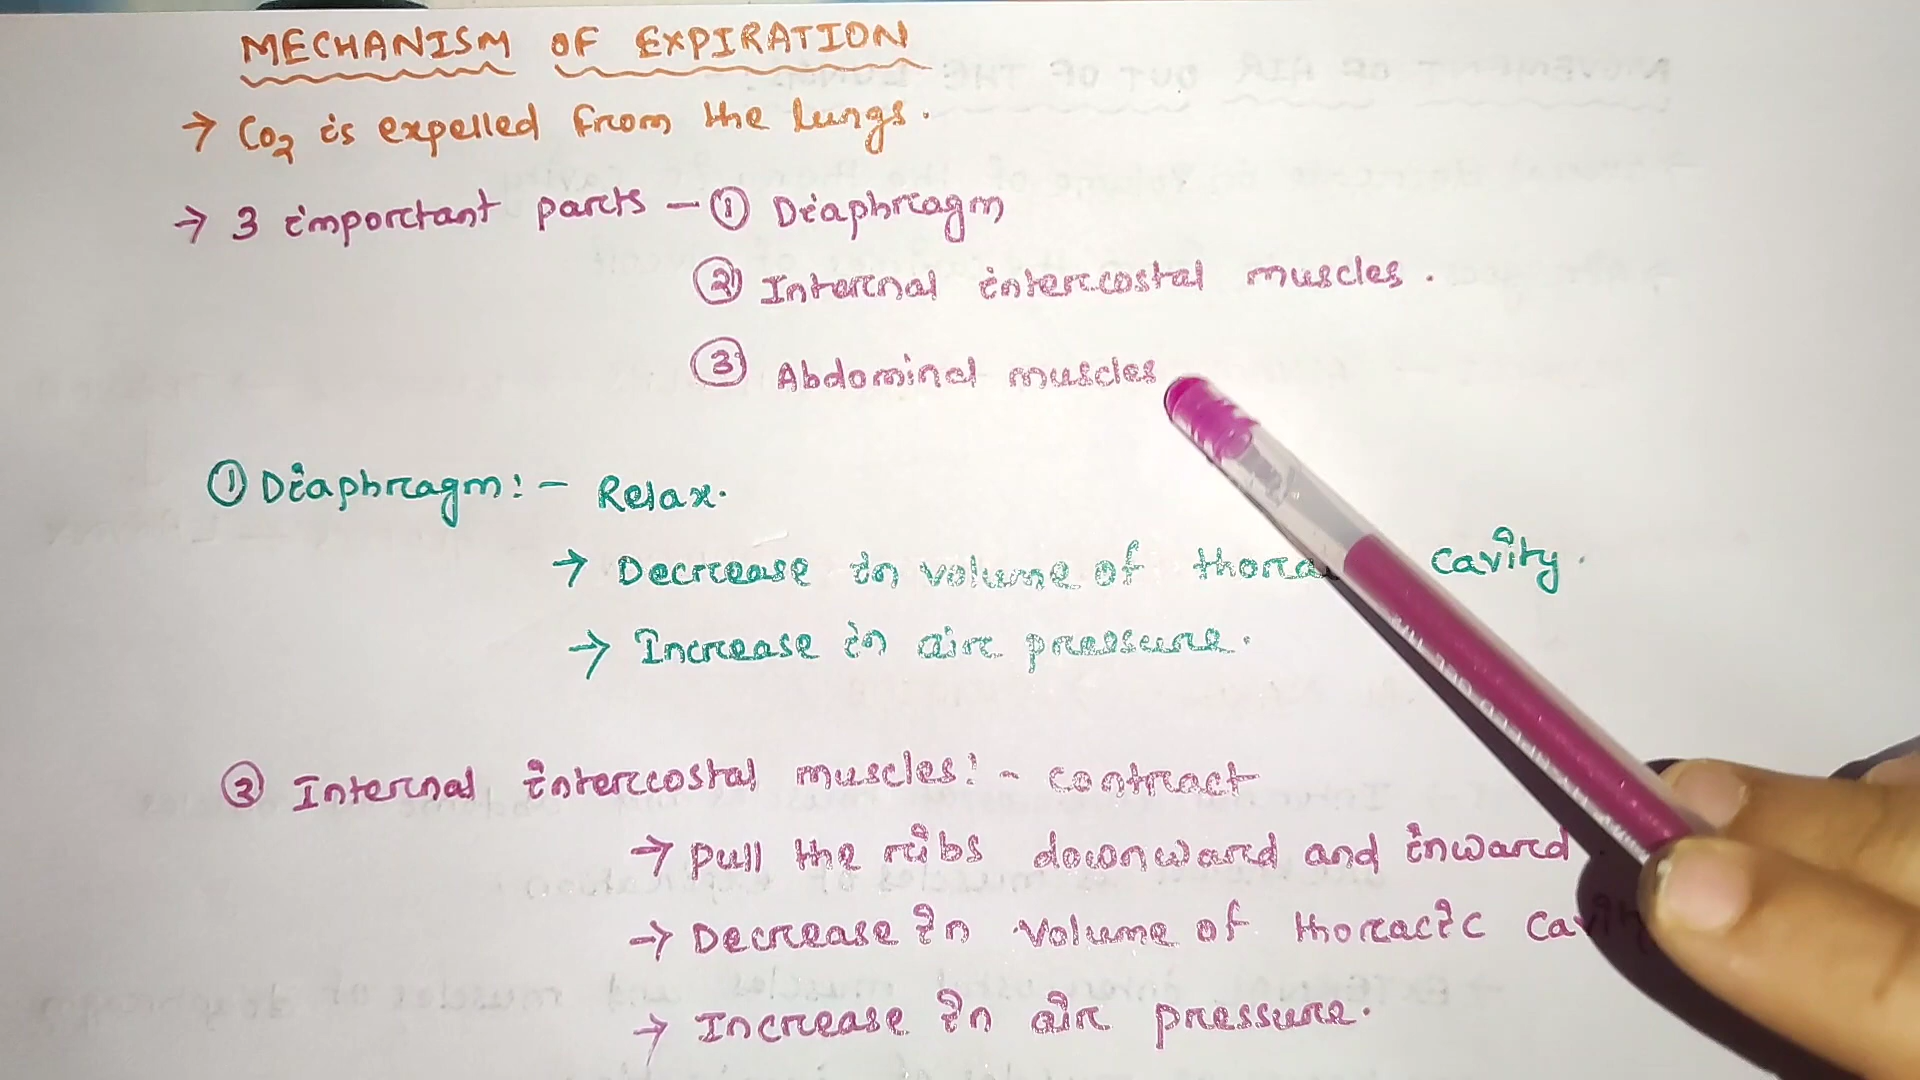 MECHANISM OF EXPIRATION
→ CO2 is expelled from the lungs.
→ 3 important parts - ① Diaphragm
② Internal intercostal muscles.
③ Abdominal muscles
① Diaphragm:- Relax.
→ Decrease in volume of cavity.
→ Increase in air pressure.
② Internal intercostal muscles:- contract
→ pull the ribs downward and inward
→ Decrease in volume of thoracic
→ Increase in air pressure.